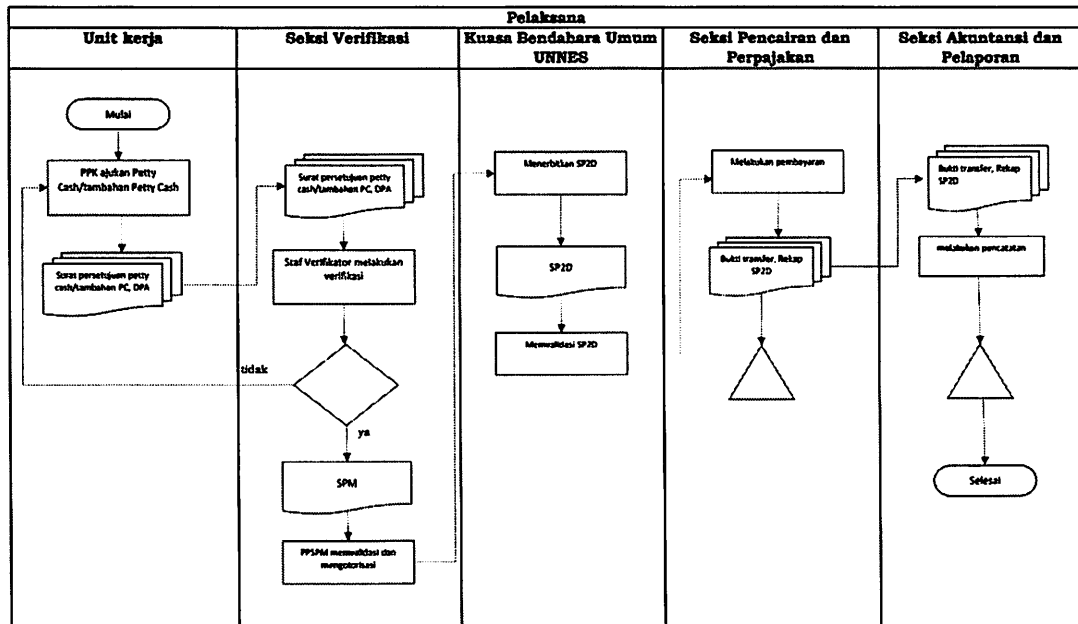 Pelaksana
Unit kerja
Seksi Verifikasi
Kuasa Bendahara Umum
UNNES
Seksi Pencairan dan
Perpajakan
Seksi Akuntansi dan
Pelaporan
Mulai
PPK ajukan Petty
Cash/tambahan Petty Cash
Surat persetujuan petty
cash/tambahan PC, DPA
Surat persetujuan petty
cash/tambahan PC, DPA
Staf Verifikator melakukan
verifikasi
tidak
ya
SPM
PPSPM memvalidasi dan
mengotorisasi
Menerbitkan SP2D
SP2D
Memvalidasi SP2D
Melakukan pembayaran
Bukti transfer, Rekap
SP2D
Bukti transfer, Rekap
SP2D
melakukan pencatatan
Selesai